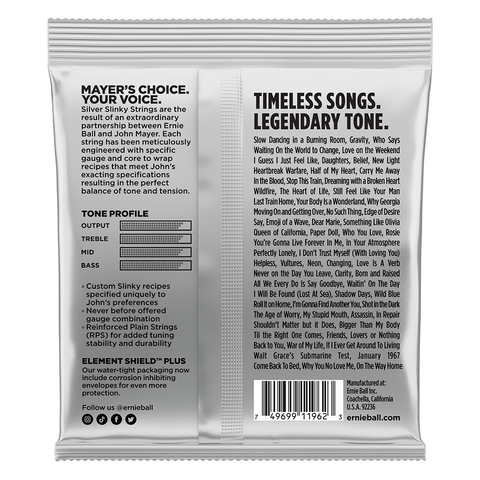 MAYER'S CHOICE.
YOUR VOICE.
Silver Slinky Strings are the
result of an extraordinary
partnership between Ernie
Ball and John Mayer. Each
string has been meticulously
engineered with specific
gauge and core to wrap
recipes that meet John's
exacting specifications
resulting in the perfect
balance of tone and tension.
TONE PROFILE
OUTPUT
TREBLE
MID
BASS
• Custom Slinky recipes
specified uniquely to
John's preferences
• Never before offered
gauge combination
• Reinforced Plain Strings
(RPS) for added tuning
stability and durability
ELEMENT SHIELD™ PLUS
Our water-tight packaging now
include corrosion inhibiting
envelopes for even more
protection.
Follow us @ernieball
TIMELESS SONGS.
LEGENDARY TONE.
Slow Dancing in a Burning Room, Gravity, Who Says
Waiting On the World to Change, Love on the Weekend
I Guess I Just Feel Like, Daughters, Belief, New Light
Heartbreak Warfare, Half of My Heart, Carry Me Away
In the Blood, Stop This Train, Dreaming with a Broken Heart
Wildfire, The Heart of Life, Still Feel Like Your Man
Last Train Home, Your Body Is a Wonderland, Why Georgia
Moving On and Getting Over, No Such Thing, Edge of Desire
Say, Emoji of a Wave, Dear Marie, Something Like Olivia
Queen of California, Paper Doll, Who You Love, Rosie
You're Gonna Live Forever In Me, In Your Atmosphere
Perfectly Lonely, I Don't Trust Myself (With Loving You)
Helpless, Vultures, Neon, Changing, Love Is A Verb
Never on the Day You Leave, Clarity, Born and Raised
All We Every Do Is Say Goodbye, Waitin' On The Day
I Will Be Found (Lost At Sea), Shadow Days, Wild Blue
Roll it on Home, I'm Gonna Find Another You, Shot in the Dark
The Age of Worry, My Stupid Mouth, Assassin, In Repair
Shouldn't Matter but it Does, Bigger Than My Body
Til the Right One Comes, Friends, Lovers or Nothing
Back to You, War of My Life, If I Ever Get Around To Living
Walt Grace's Submarine Test, January 1967
Come Back To Bed, Why You No Love Me, On The Way Home
7 49699 11962 3
Manufactured at:
Ernie Ball Inc.
Coachella, California
U.S.A. 92236
ernieball.com